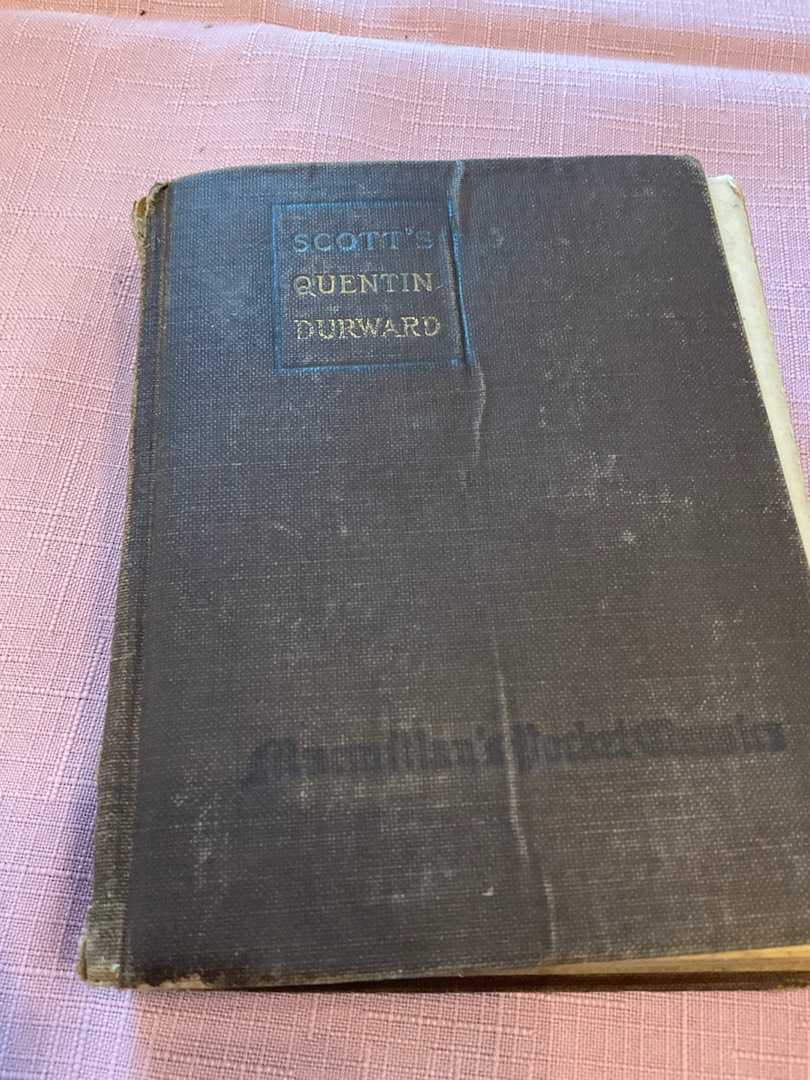 SCOTT'S
QUENTIN
DURWARD
Macmillan's Pocket Classics